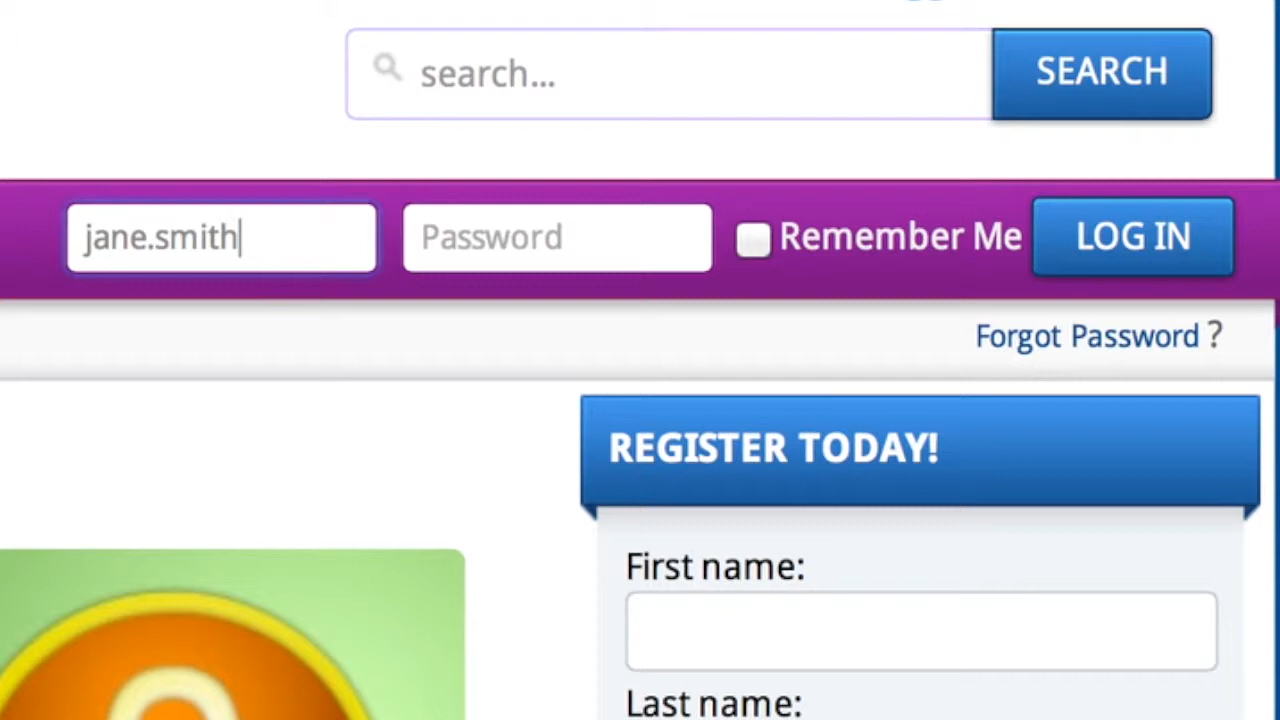 search...
SEARCH
jane.smith
Password
Remember Me
LOG IN
Forgot Password ?
REGISTER TODAY!
First name:
Last name: